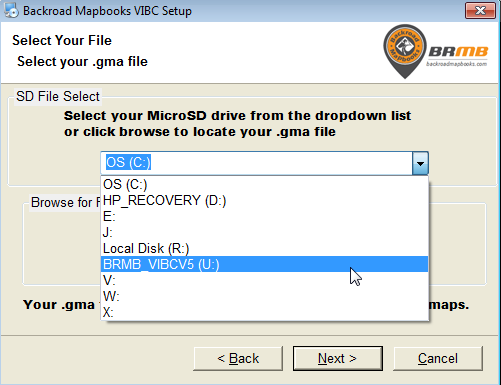 Backroad Mapbooks VIBC Setup
Select Your File
Select your .gma file
Backroad
Mapbooks
BRMB
backroadmapbooks.com
SD File Select
Select your MicroSD drive from the dropdown list
or click browse to locate your .gma file
OS (C:)
OS (C:)
HP_RECOVERY (D:)
E:
J:
Local Disk (R:)
BRMB_VIBCV5 (U:)
V:
W:
X:
Browse for
Your .gma
maps.
< Back
Next >
Cancel